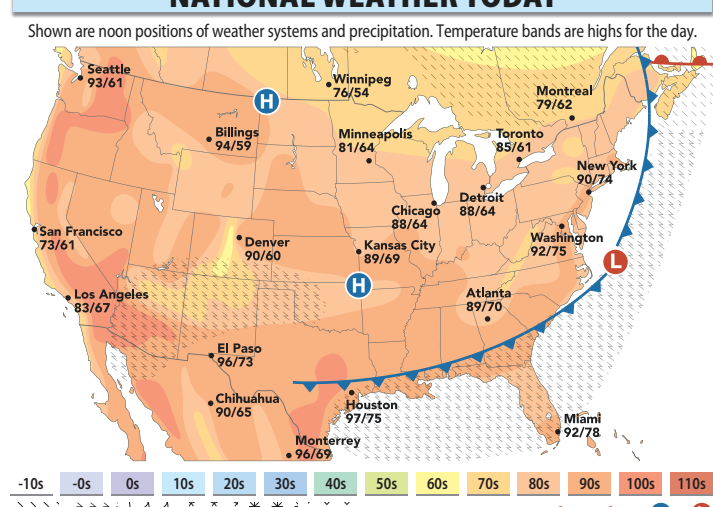 NATIONAL WEATHER TODAY
Shown are noon positions of weather systems and precipitation. Temperature bands are highs for the day.
Seattle
93/61
Winnipeg
76/54
H
Montreal
79/62
Billings
94/59
Minneapolis
81/64
Toronto
85/61
New York
90/74
Detroit
88/64
Chicago
88/64
San Francisco
73/61
Denver
90/60
Kansas City
89/69
Washington
92/75
L
H
Los Angeles
83/67
Atlanta
89/70
El Paso
96/73
Chihuahua
90/65
Houston
97/75
Miami
92/78
Monterrey
96/69
-10s -0s 0s 10s 20s 30s 40s 50s 60s 70s 80s 90s 100s 110s